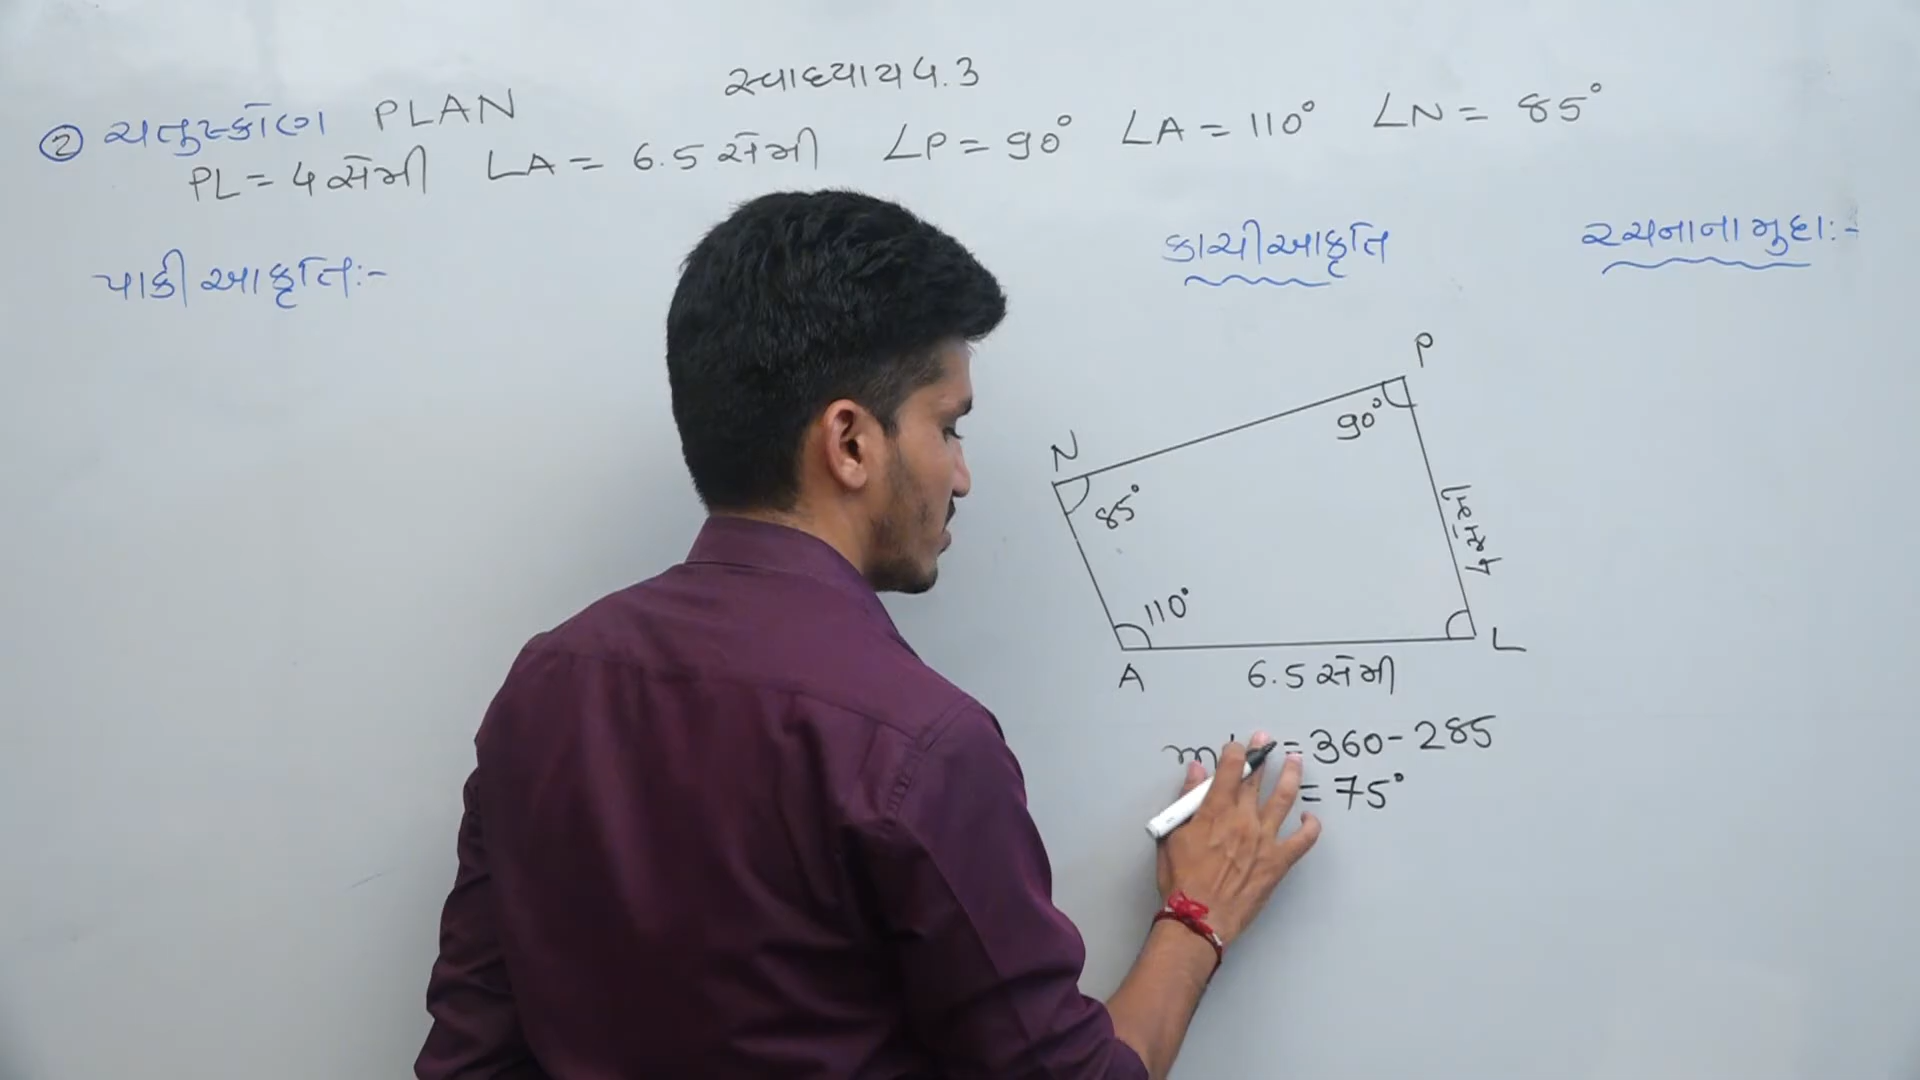 સ્વાધ્યાય 4.3
② ચતુષ્કોણ PLAN
PL = 4 સેમી LA = 6.5 સેમી ∠P = 90° ∠A = 110° ∠N = 85°
પાકી આકૃતિ:-
કાચી આકૃતિ
રચનાના મુદ્દા:-
P
90°
N
85°
4 સેમી
110°
A
L
6.5 સેમી
m = 360 - 285
= 75°